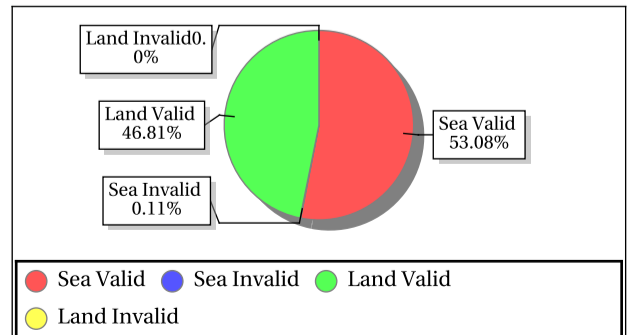 Land Invalid0.
0%
Land Valid
46.81%
Sea Valid
53.08%
Sea Invalid
0.11%
Sea Valid Sea Invalid Land Valid
Land Invalid